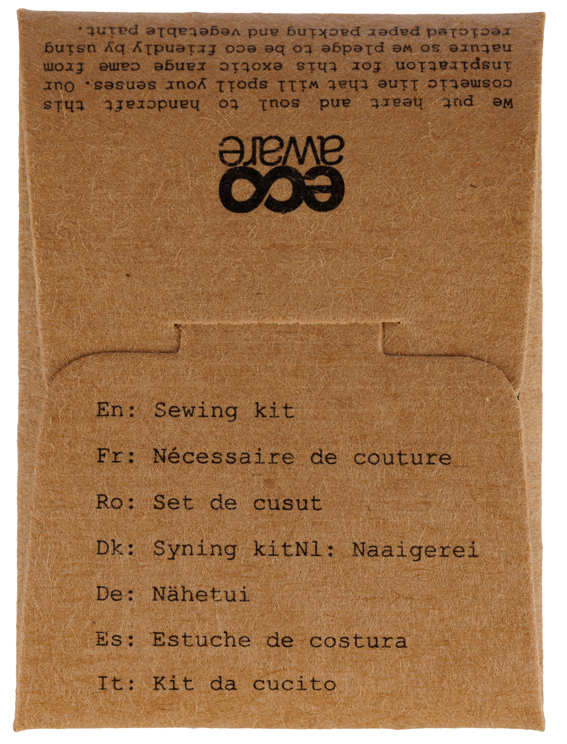 We put heart and soul to handcraft this
cosmetic line that will spoil your senses. Our
inspiration for this exotic range came from
nature so we pledge to be eco friendly by using
recicled paper packing and vegetable paint.
eco
aware
En: Sewing kit
Fr: Nécessaire de couture
Ro: Set de cusut
Dk: Syning kitNl: Naaigerei
De: Nähetui
Es: Estuche de costura
It: Kit da cucito